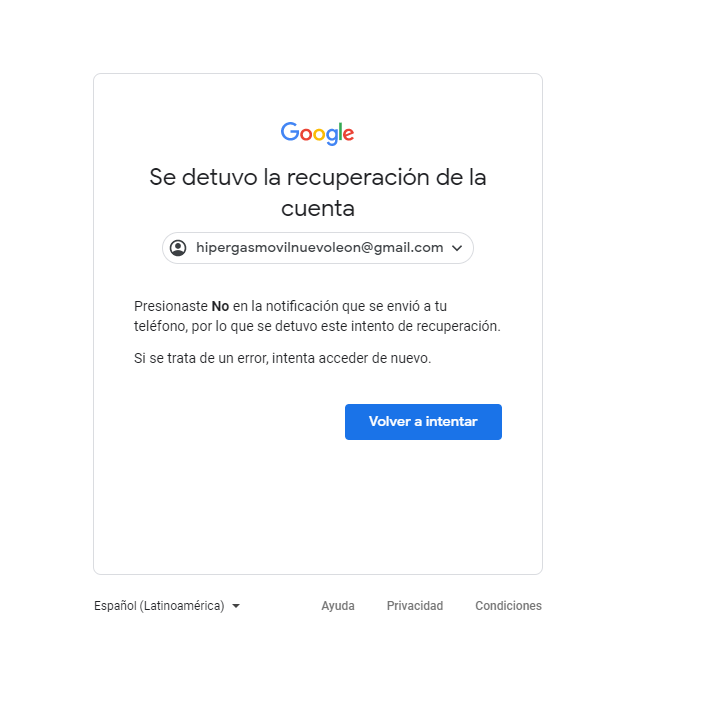 Google
Se detuvo la recuperación de la
cuenta
hipergasmovilnuevoleon@gmail.com
Presionaste No en la notificación que se envió a tu
teléfono, por lo que se detuvo este intento de recuperación.
Si se trata de un error, intenta acceder de nuevo.
Volver a intentar
Español (Latinoamérica) Ayuda Privacidad Condiciones